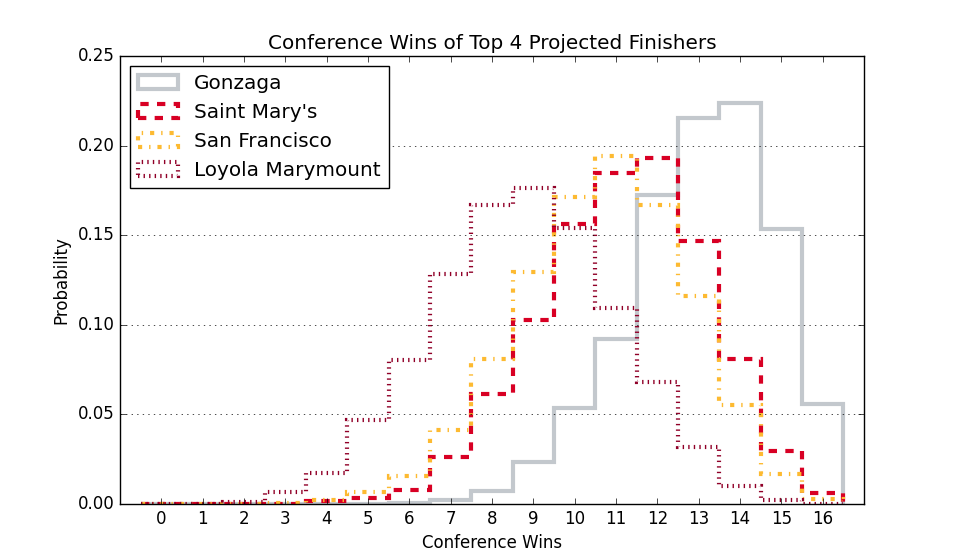 Conference Wins of Top 4 Projected Finishers
Gonzaga
Saint Mary's
San Francisco
Loyola Marymount
0.25
0.20
0.15
0.10
0.05
0.00
Probability
0 1 2 3 4 5 6 7 8 9 10 11 12 13 14 15 16
Conference Wins